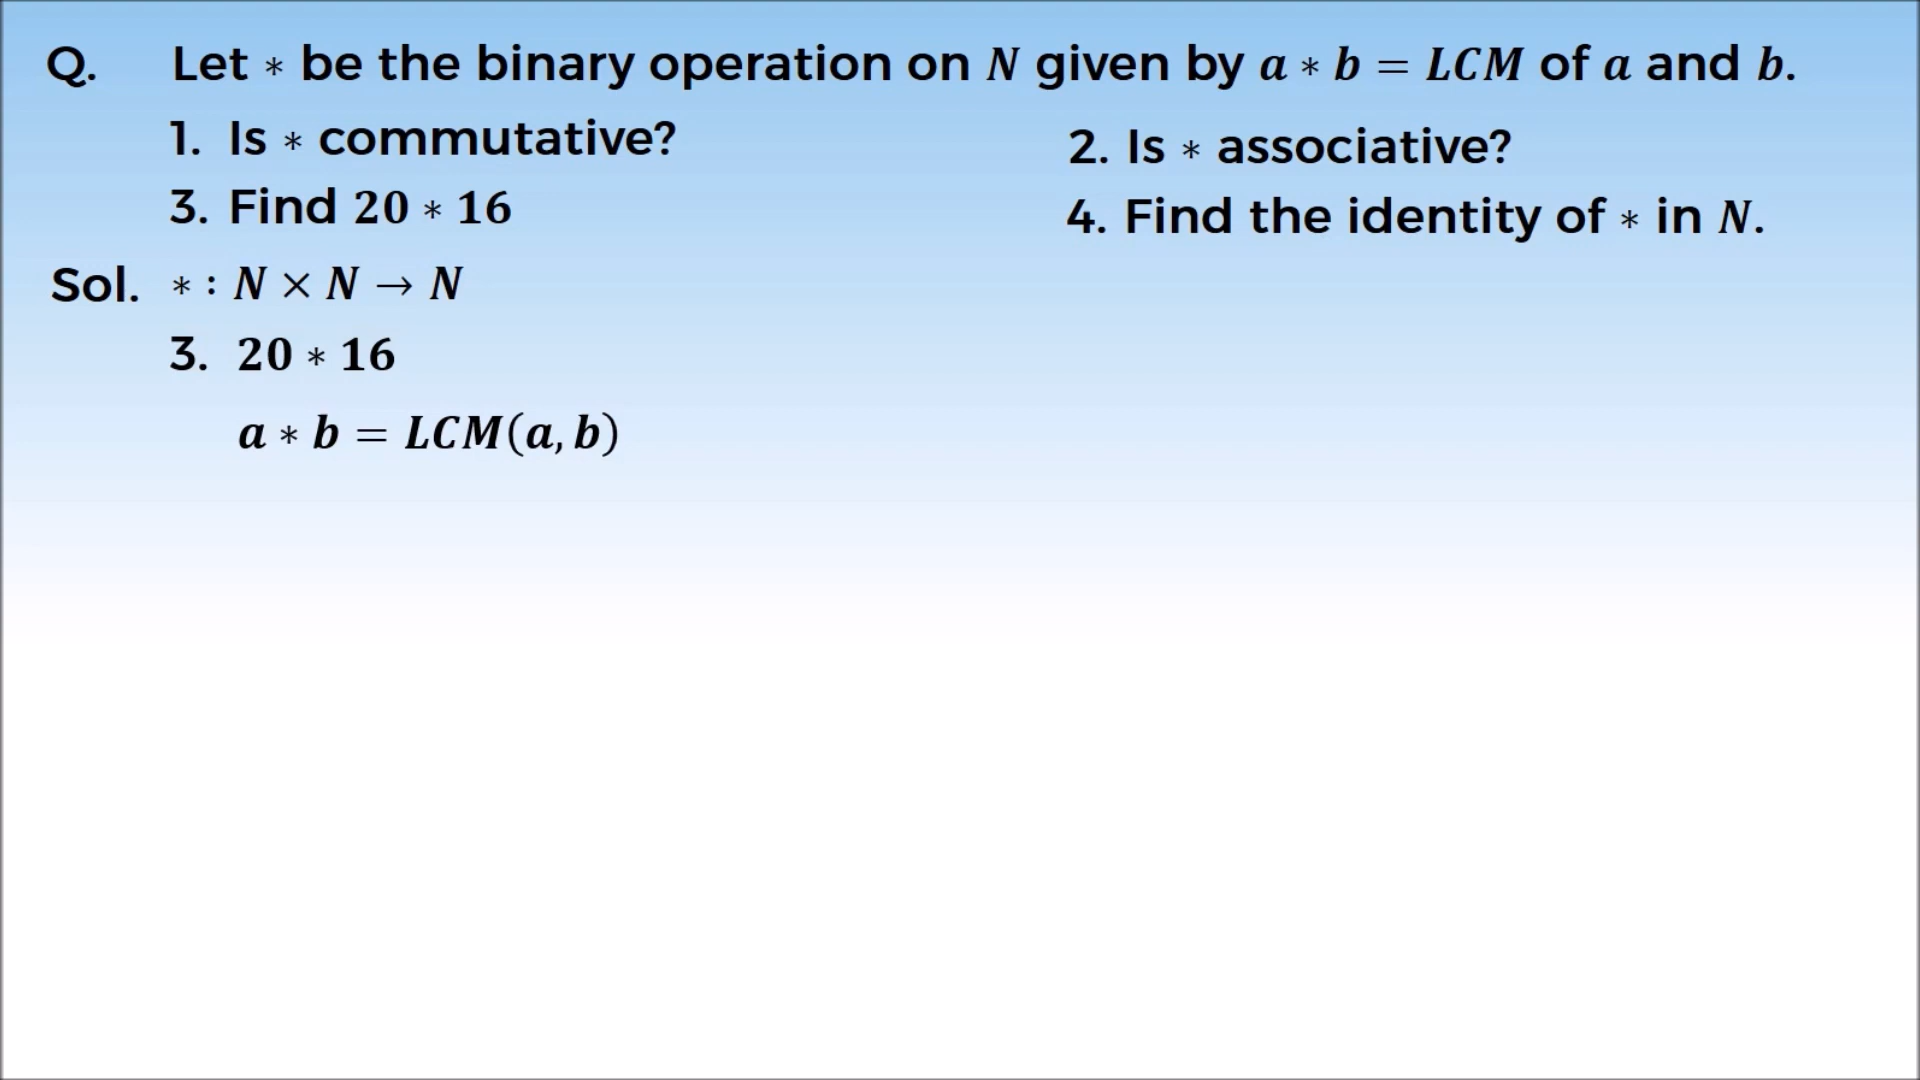 Q. Let ∗ be the binary operation on N given by a ∗ b = LCM of a and b.
1. Is ∗ commutative?
2. Is ∗ associative?
3. Find 20 ∗ 16
4. Find the identity of ∗ in N.
Sol. ∗ : N × N → N
3. 20 ∗ 16
a ∗ b = LCM(a, b)